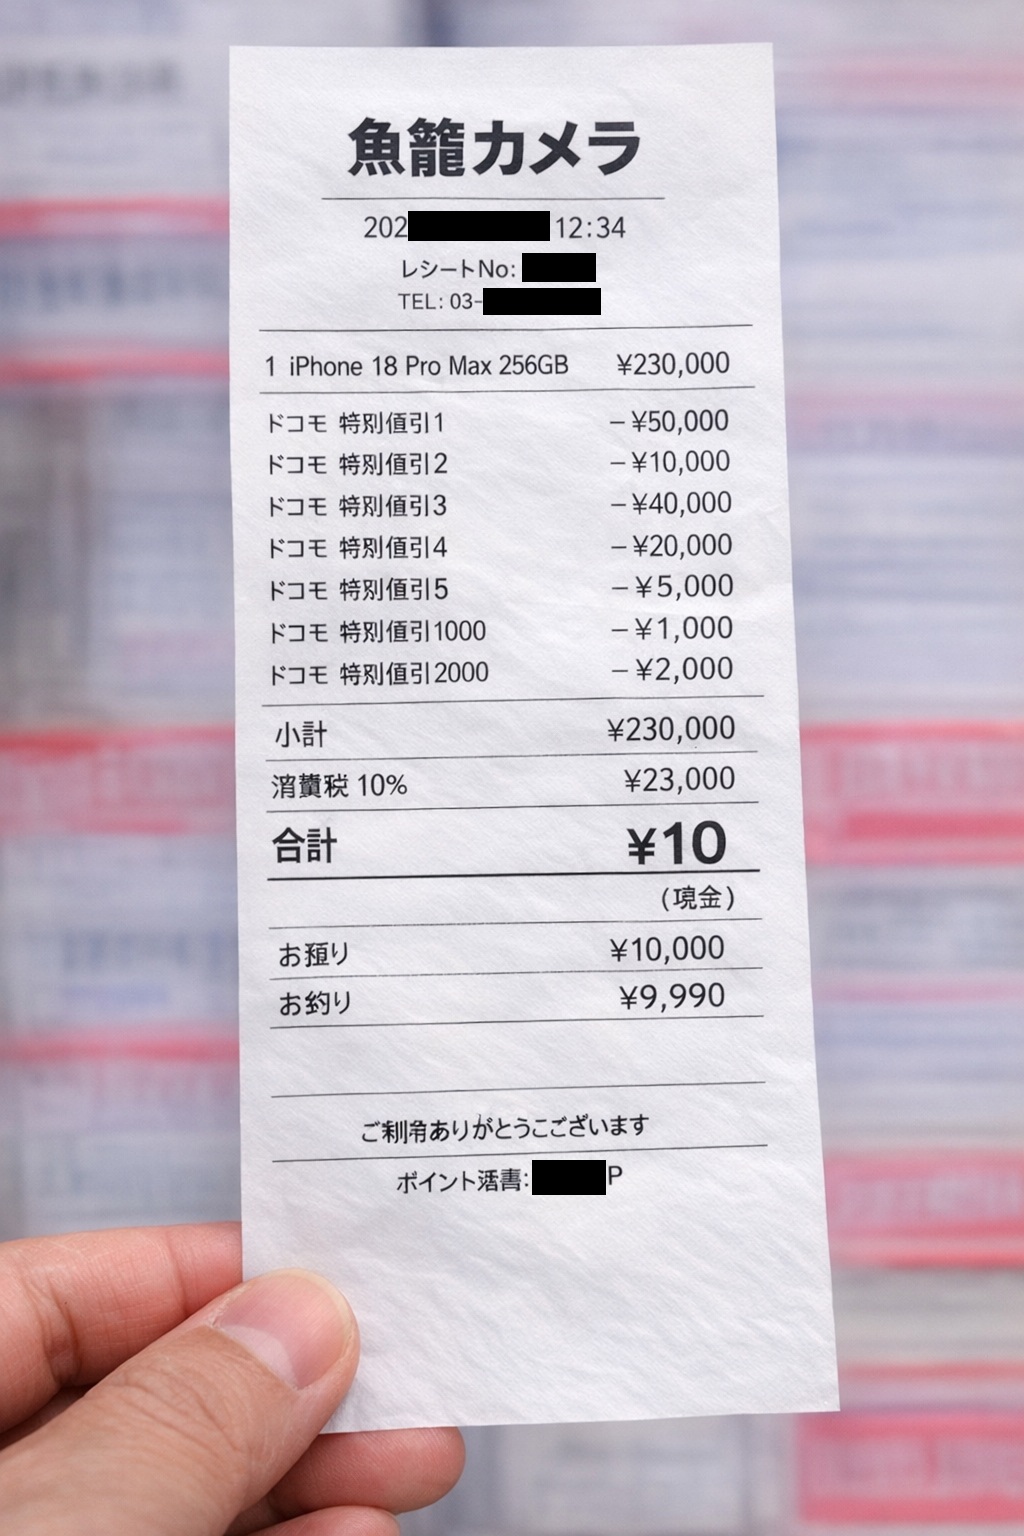 魚籠カメラ
202 12:34
レシートNo:
TEL: 03-
1 iPhone 18 Pro Max 256GB ¥230,000
ドコモ 特別値引1 −¥50,000
ドコモ 特別値引2 −¥10,000
ドコモ 特別値引3 −¥40,000
ドコモ 特別値引4 −¥20,000
ドコモ 特別値引5 −¥5,000
ドコモ 特別値引1000 −¥1,000
ドコモ 特別値引2000 −¥2,000
小計 ¥230,000
消費税 10% ¥23,000
合計 ¥10
(現金)
お預り ¥10,000
お釣り ¥9,990
ご利用ありがとうございます
ポイント P